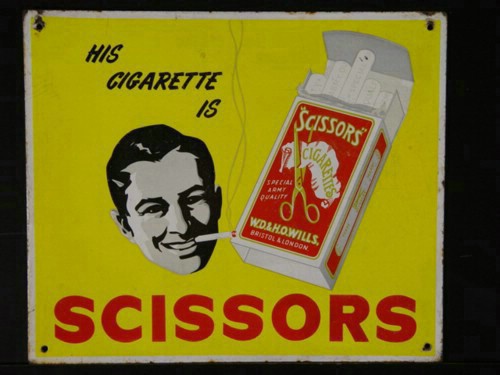 HIS
CIGARETTE
IS
"SCISSORS"
CIGARETTES
SPECIAL
ARMY
QUALITY
W.D.&H.O.WILLS.
BRISTOL & LONDON
SCISSORS